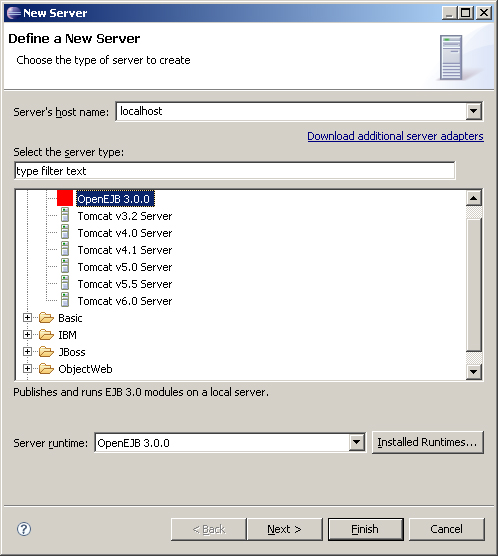 New Server
Define a New Server
Choose the type of server to create
Server's host name: localhost
Download additional server adapters
Select the server type:
type filter text
OpenEJB 3.0.0
Tomcat v3.2 Server
Tomcat v4.0 Server
Tomcat v4.1 Server
Tomcat v5.0 Server
Tomcat v5.5 Server
Tomcat v6.0 Server
Basic
IBM
JBoss
ObjectWeb
Publishes and runs EJB 3.0 modules on a local server.
Server runtime: OpenEJB 3.0.0 Installed Runtimes...
? < Back Next > Finish Cancel